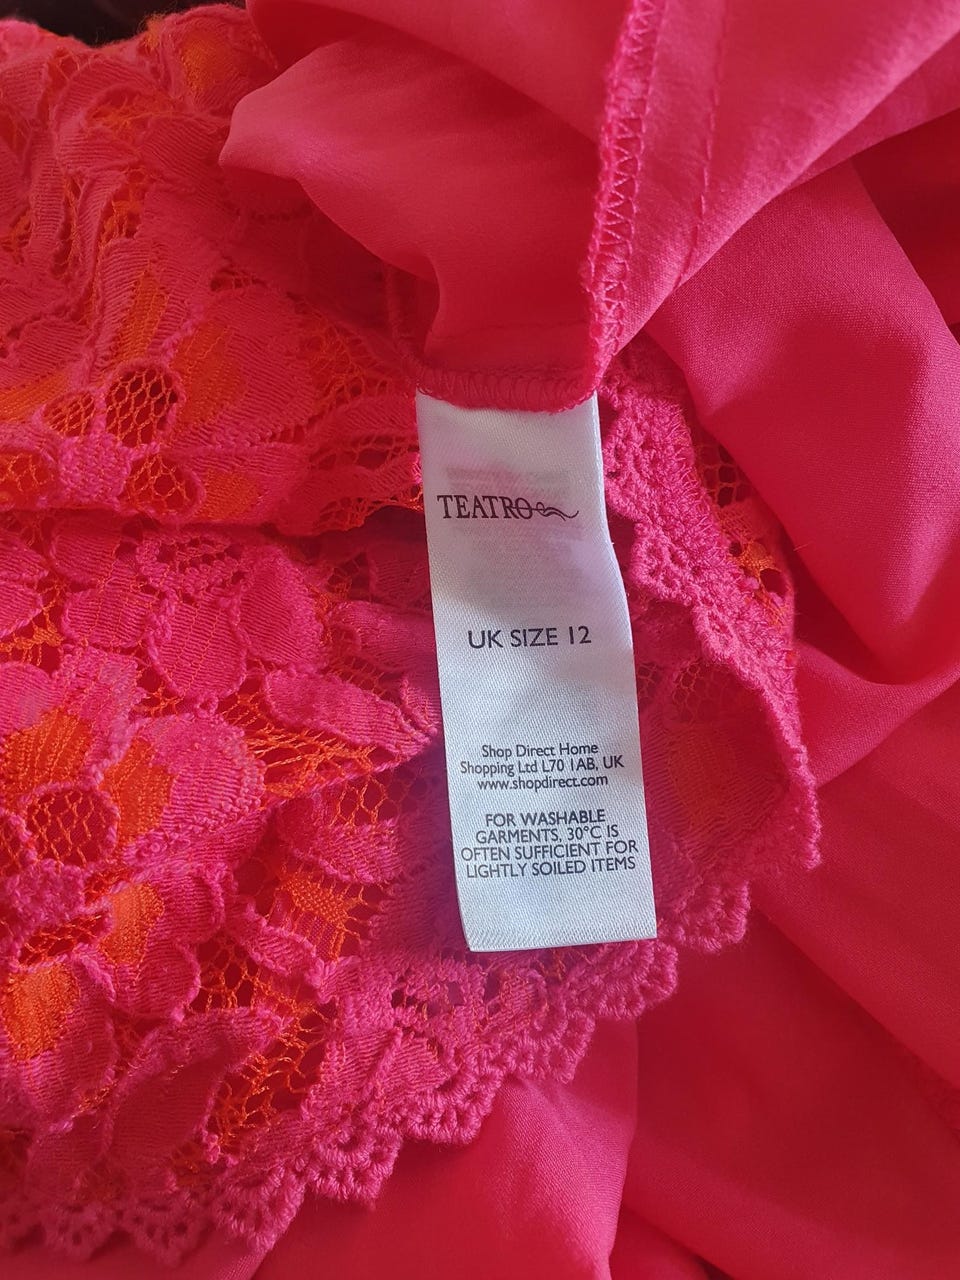 TEATRO
UK SIZE 12
Shop Direct Home
Shopping Ltd L70 1AB, UK
www.shopdirect.com
FOR WASHABLE
GARMENTS, 30°C IS
OFTEN SUFFICIENT FOR
LIGHTLY SOILED ITEMS